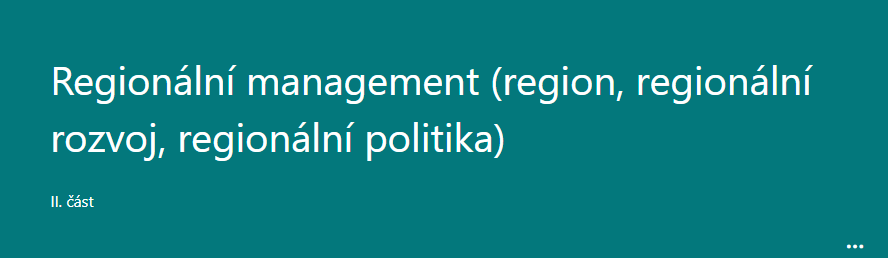 Regionální management (region, regionální
rozvoj, regionální politika)
II. část